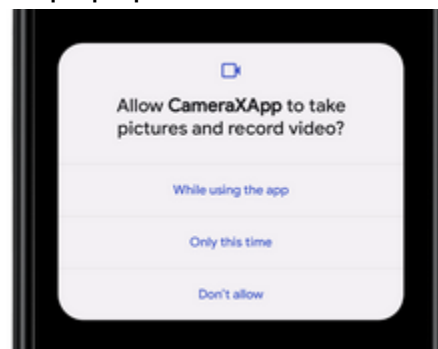 Allow CameraXApp to take
pictures and record video?
While using the app
Only this time
Don't allow